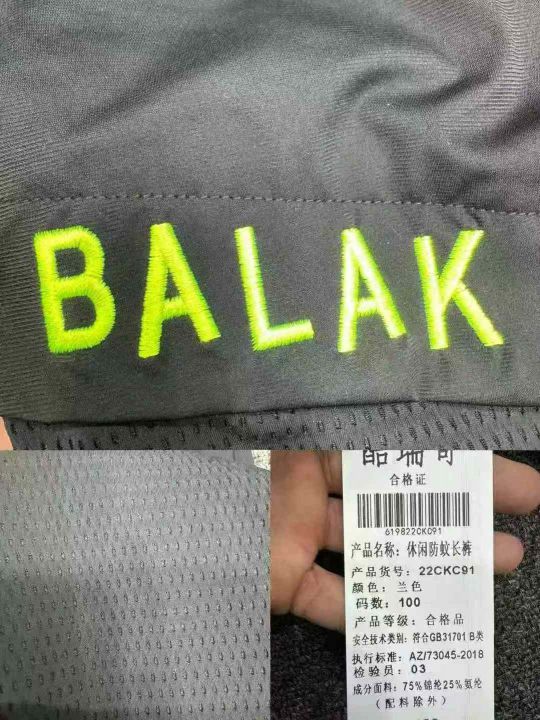 BALAK
合格证
619822CKC91
产品名称：休闲防蚊长裤
产品货号：22CKC91
颜色：兰色
码数：100
产品等级：合格品
安全技术类别：符合GB31701 B类
执行标准：AZ/73045-2018
检验员：03
成分面料：75%锦纶25%氨纶
（配料除外）